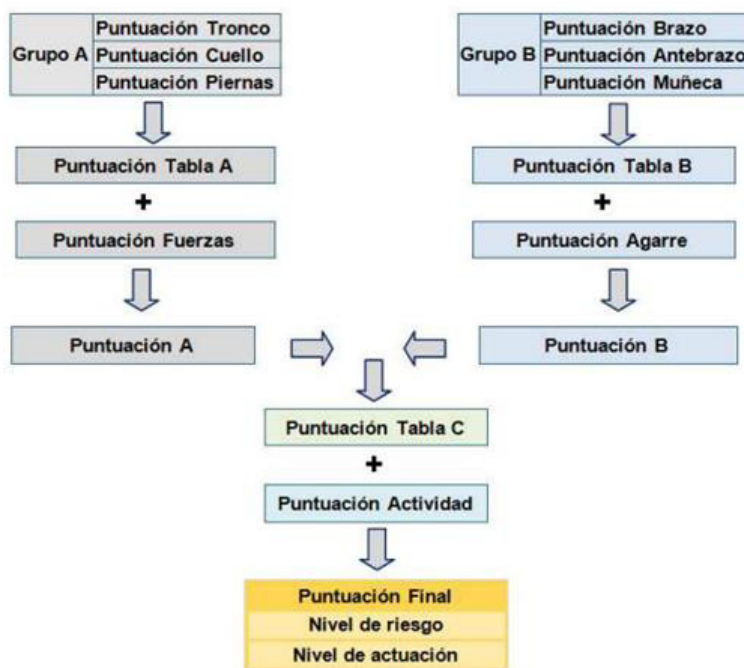 Grupo A
Puntuación Tronco
Puntuación Cuello
Puntuación Piernas
Puntuación Tabla A
+
Puntuación Fuerzas
Puntuación A
Grupo B
Puntuación Brazo
Puntuación Antebrazo
Puntuación Muñeca
Puntuación Tabla B
+
Puntuación Agarre
Puntuación B
Puntuación Tabla C
+
Puntuación Actividad
Puntuación Final
Nivel de riesgo
Nivel de actuación